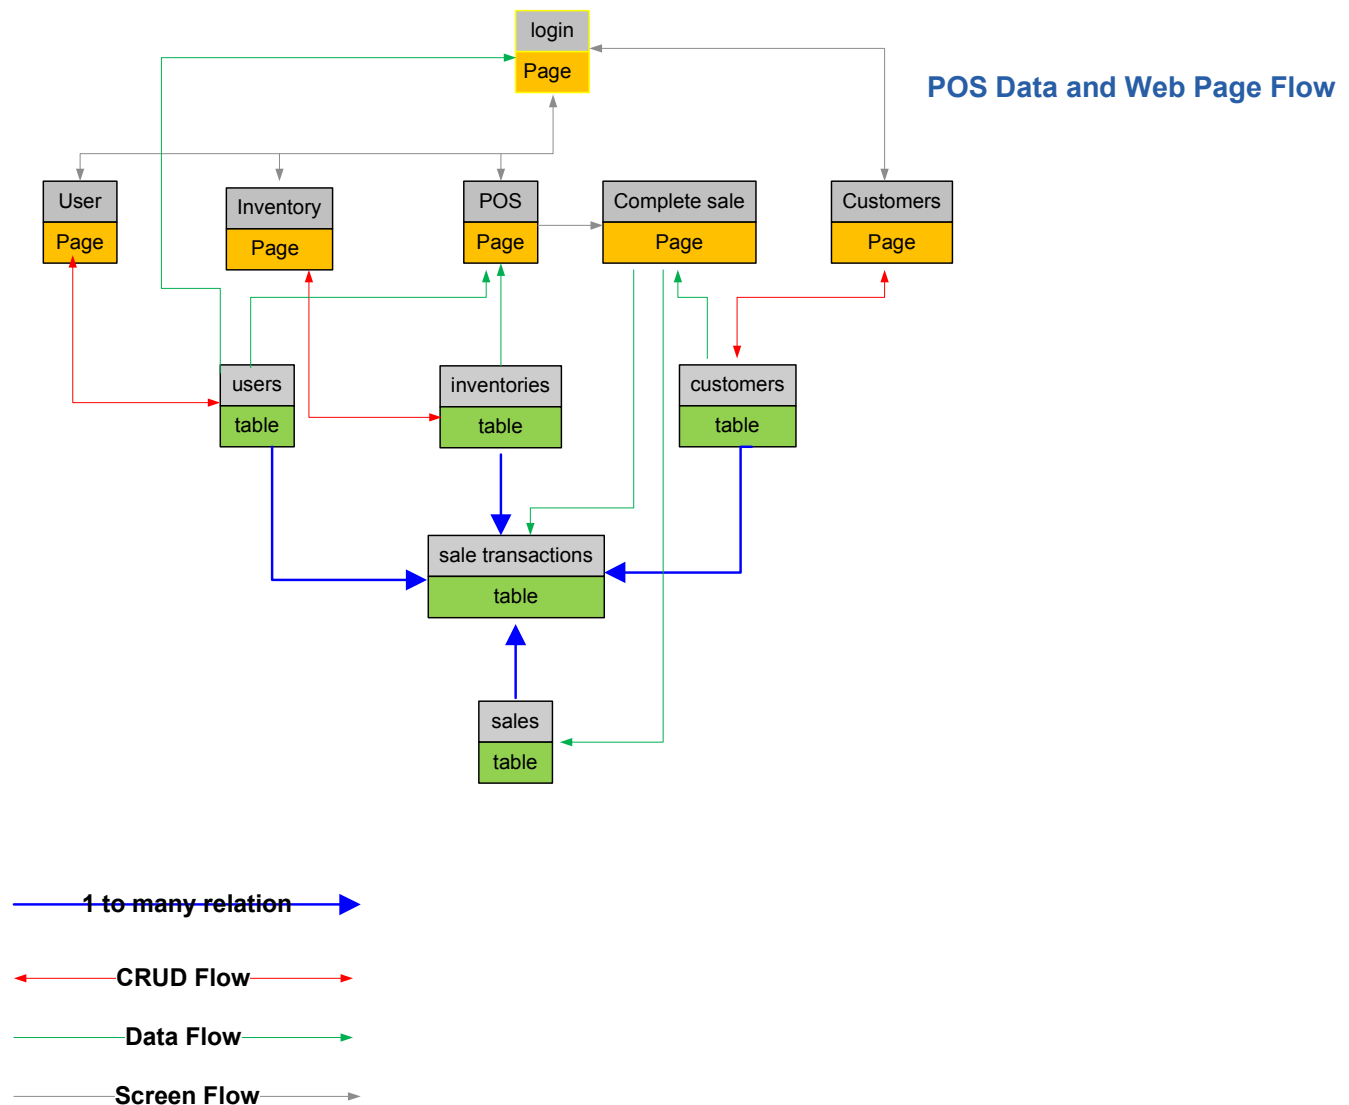 login
Page
POS Data and Web Page Flow
User
Page
Inventory
Page
POS
Page
Complete sale
Page
Customers
Page
users
table
inventories
table
customers
table
sale transactions
table
sales
table
1 to many relation
CRUD Flow
Data Flow
Screen Flow